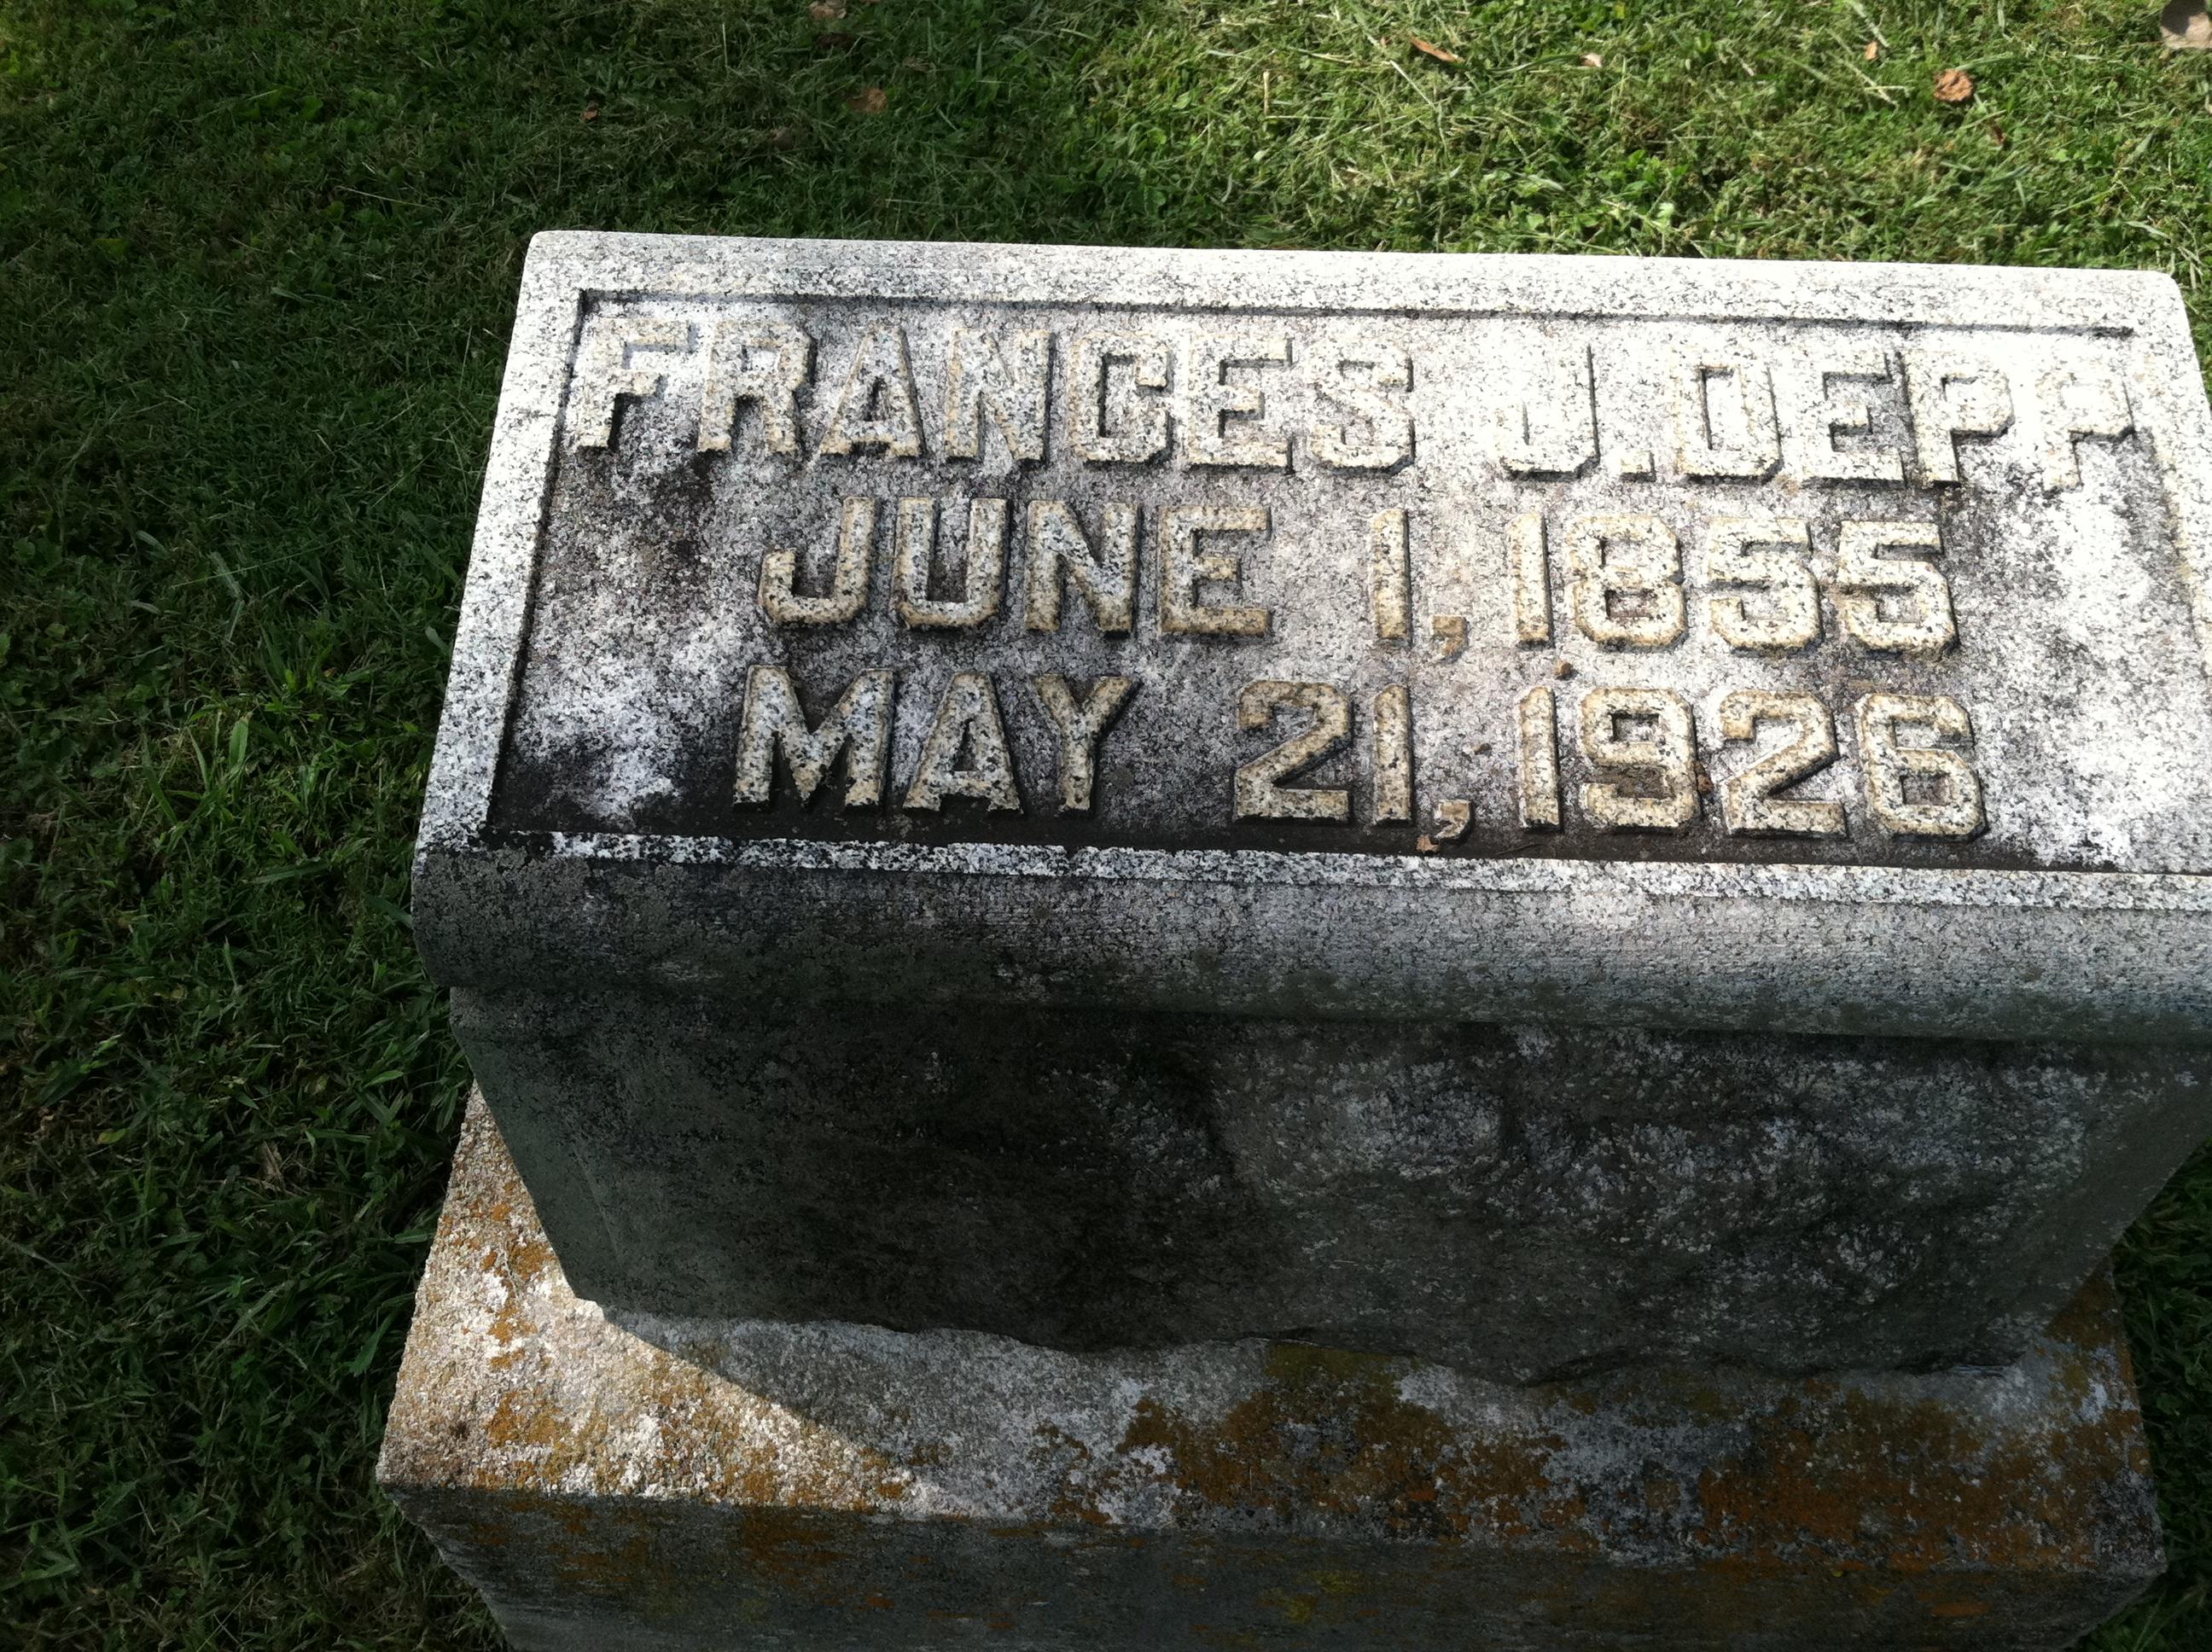 FRANCES J. DEPP
JUNE 1, 1855
MAY 21, 1926